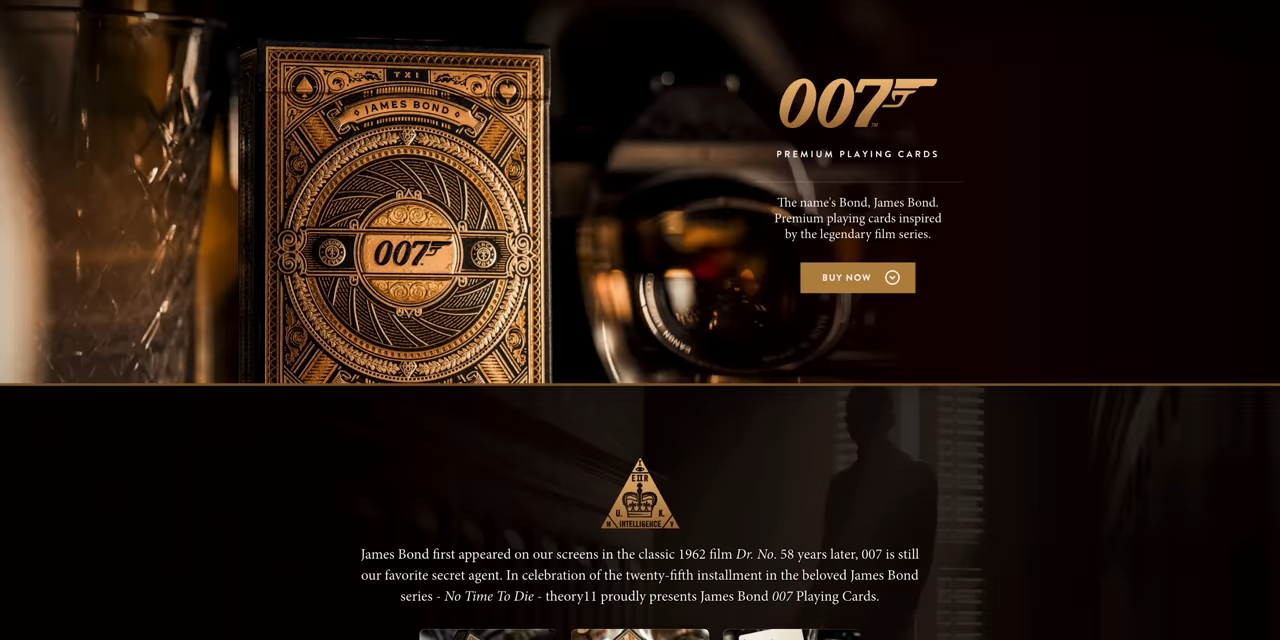 TXI
JAMES BOND
007
007
TM
PREMIUM PLAYING CARDS
The name's Bond, James Bond.
Premium playing cards inspired
by the legendary film series.
BUY NOW
E II R
U. K.
M INTELLIGENCE V
James Bond first appeared on our screens in the classic 1962 film Dr. No. 58 years later, 007 is still
our favorite secret agent. In celebration of the twenty-fifth installment in the beloved James Bond
series - No Time To Die - theory11 proudly presents James Bond 007 Playing Cards.